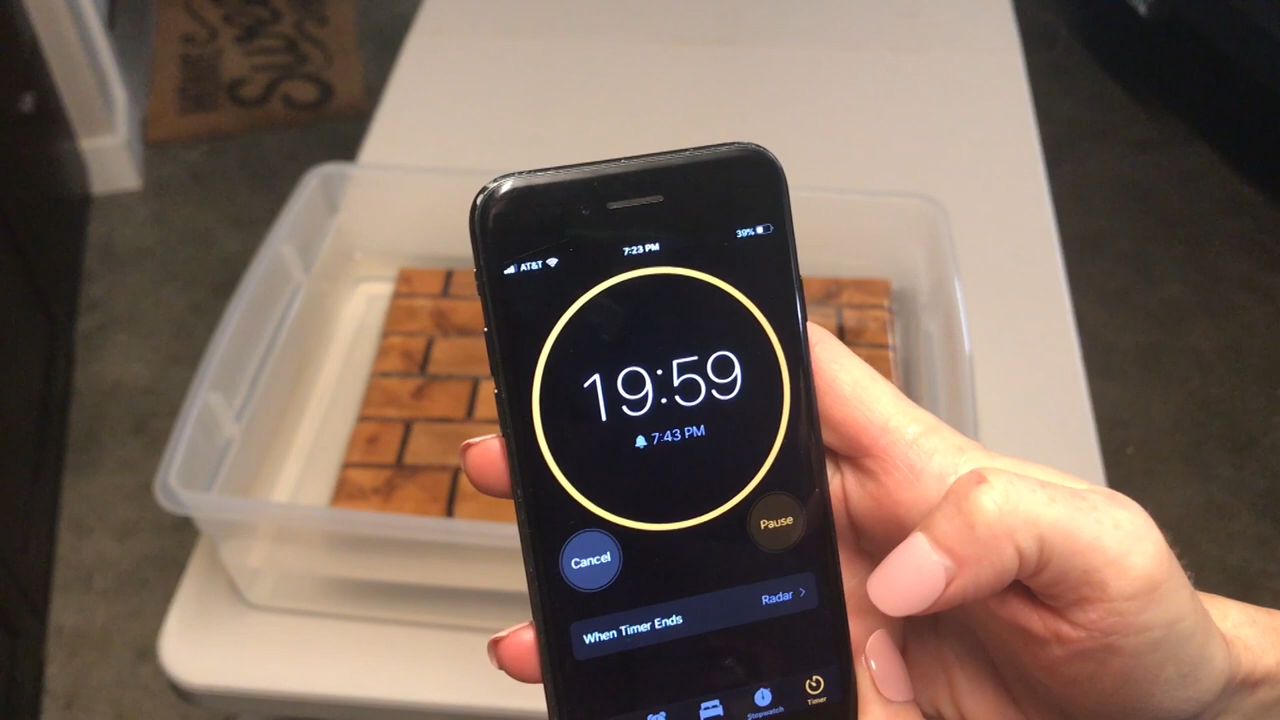 39%
7:23 PM
AT&T
19:59
7:43 PM
Pause
Cancel
Radar
When Timer Ends
Stopwatch
Timer